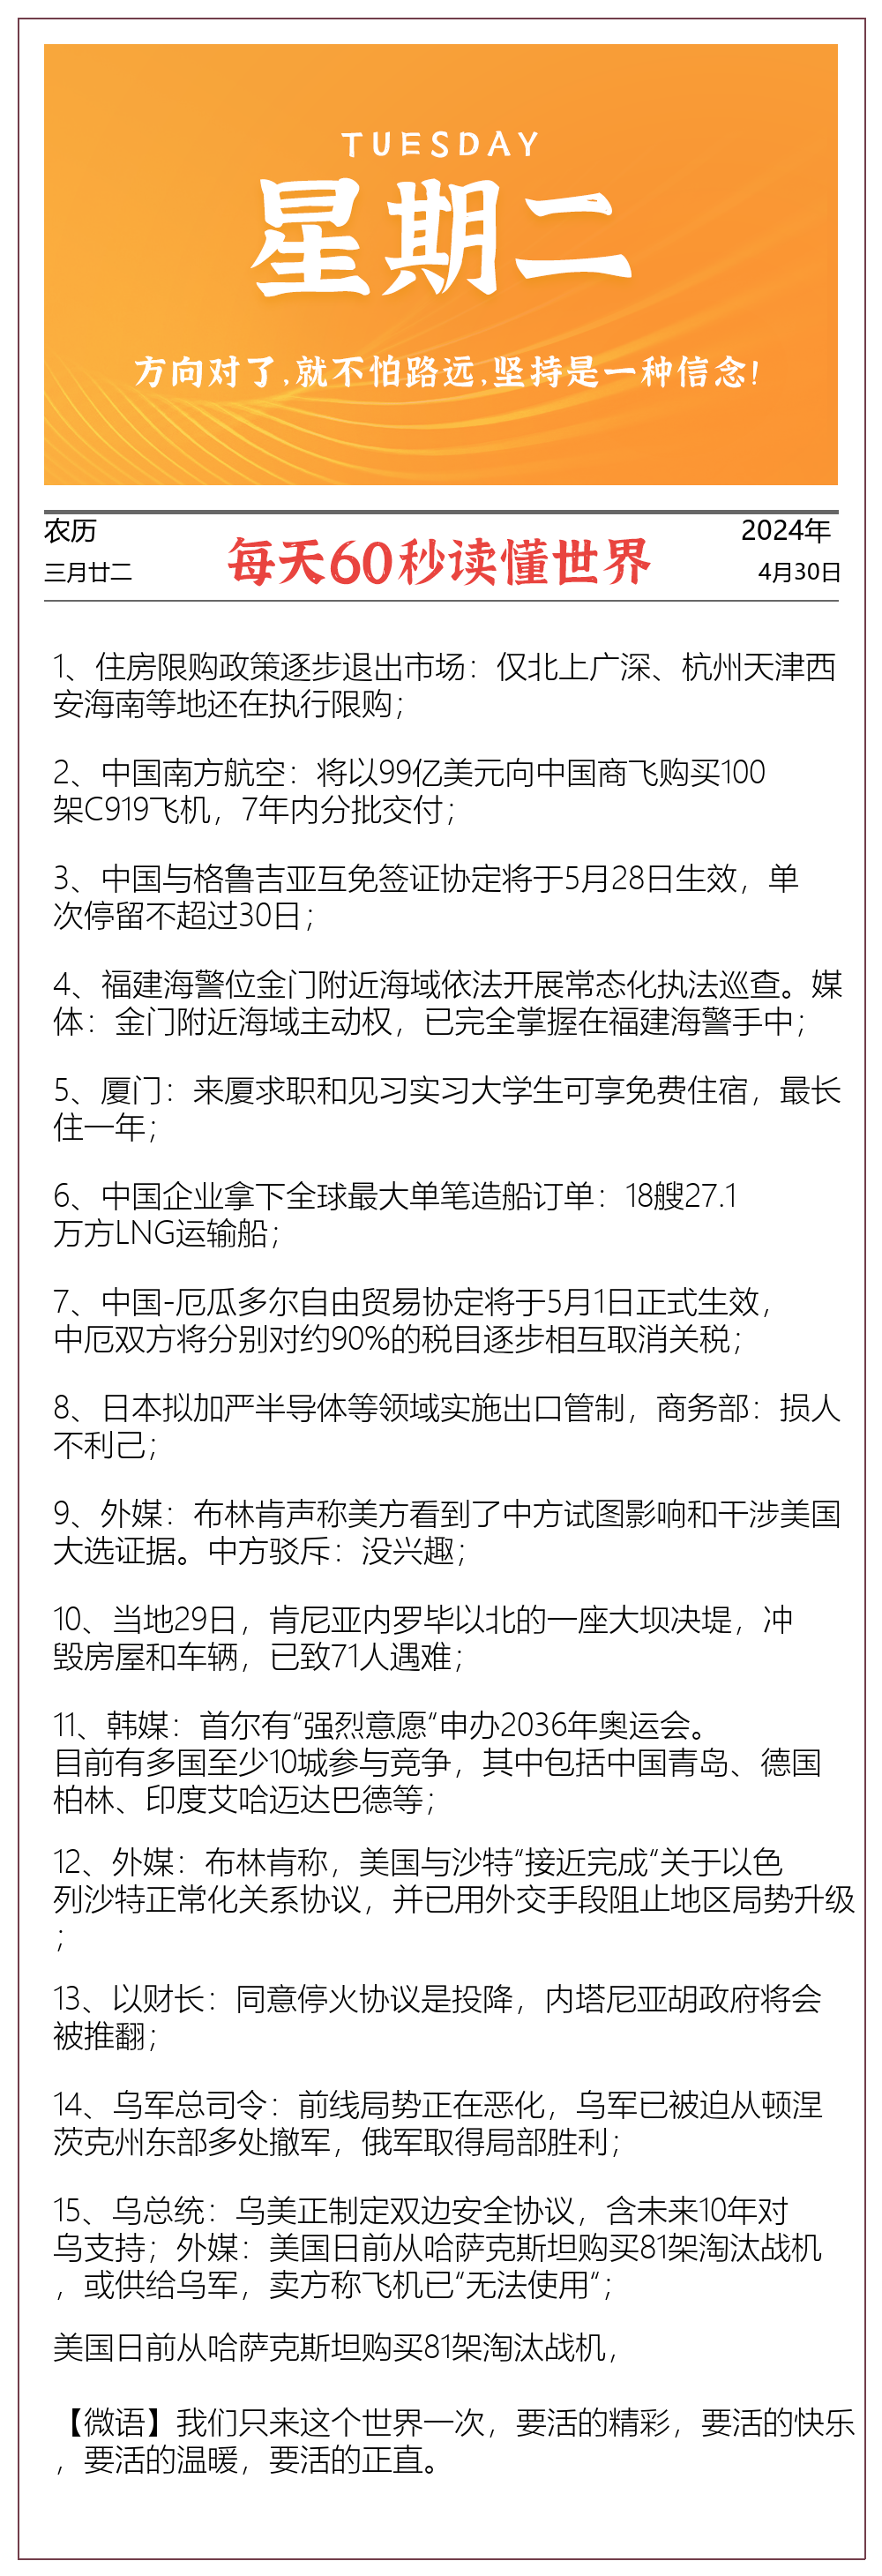 TUESDAY
星期二
方向对了,就不怕路远,坚持是一种信念!
农历
三月廿二
每天60秒读懂世界
2024年
4月30日
1、住房限购政策逐步退出市场：仅北上广深、杭州天津西
安海南等地还在执行限购；
2、中国南方航空：将以99亿美元向中国商飞购买100
架C919飞机，7年内分批交付；
3、中国与格鲁吉亚互免签证协定将于5月28日生效，单
次停留不超过30日；
4、福建海警位金门附近海域依法开展常态化执法巡查。媒
体：金门附近海域主动权，已完全掌握在福建海警手中；
5、厦门：来厦求职和见习实习大学生可享免费住宿，最长
住一年；
6、中国企业拿下全球最大单笔造船订单：18艘27.1
万方LNG运输船；
7、中国-厄瓜多尔自由贸易协定将于5月1日正式生效，
中厄双方将分别对约90%的税目逐步相互取消关税；
8、日本拟加严半导体等领域实施出口管制，商务部：损人
不利己；
9、外媒：布林肯声称美方看到了中方试图影响和干涉美国
大选证据。中方驳斥：没兴趣；
10、当地29日，肯尼亚内罗毕以北的一座大坝决堤，冲
毁房屋和车辆，已致71人遇难；
11、韩媒：首尔有“强烈意愿“申办2036年奥运会。
目前有多国至少10城参与竞争，其中包括中国青岛、德国
柏林、印度艾哈迈达巴德等；
12、外媒：布林肯称，美国与沙特“接近完成“关于以色
列沙特正常化关系协议，并已用外交手段阻止地区局势升级
；
13、以财长：同意停火协议是投降，内塔尼亚胡政府将会
被推翻；
14、乌军总司令：前线局势正在恶化，乌军已被迫从顿涅
茨克州东部多处撤军，俄军取得局部胜利；
15、乌总统：乌美正制定双边安全协议，含未来10年对
乌支持；外媒：美国日前从哈萨克斯坦购买81架淘汰战机
，或供给乌军，卖方称飞机已“无法使用“；
美国日前从哈萨克斯坦购买81架淘汰战机，
【微语】我们只来这个世界一次，要活的精彩，要活的快乐
，要活的温暖，要活的正直。